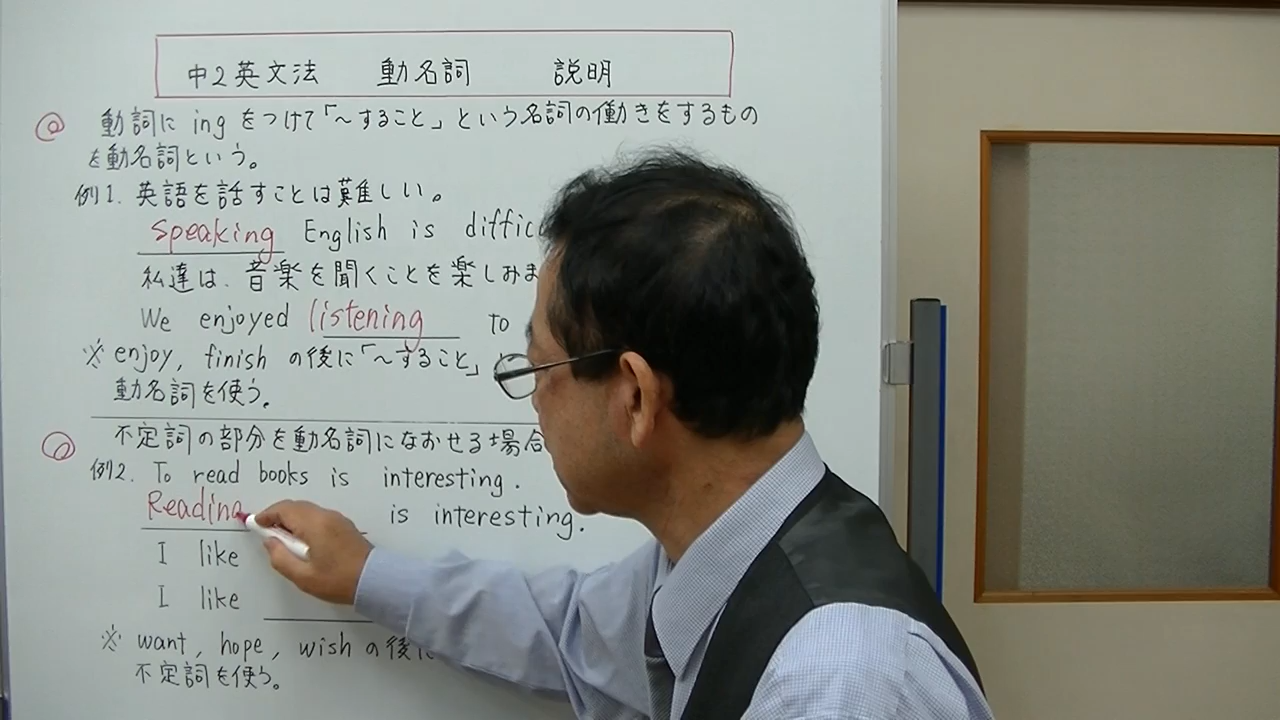 中2英文法 動名詞 説明
動詞に ing をつけて「～すること」という名詞の働きをするもの
を動名詞という。
例1. 英語を話すことは難しい。
Speaking English is
私達は、音楽を聞くことを楽しみ
We enjoyed listening to
※ enjoy, finish の後に「～すること」
動名詞を使う。
不定詞の部分を動名詞になおせる場合
例2. To read books is interesting.
Reading is interesting.
I like
I like
※ want, hope, wish の後に
不定詞を使う。